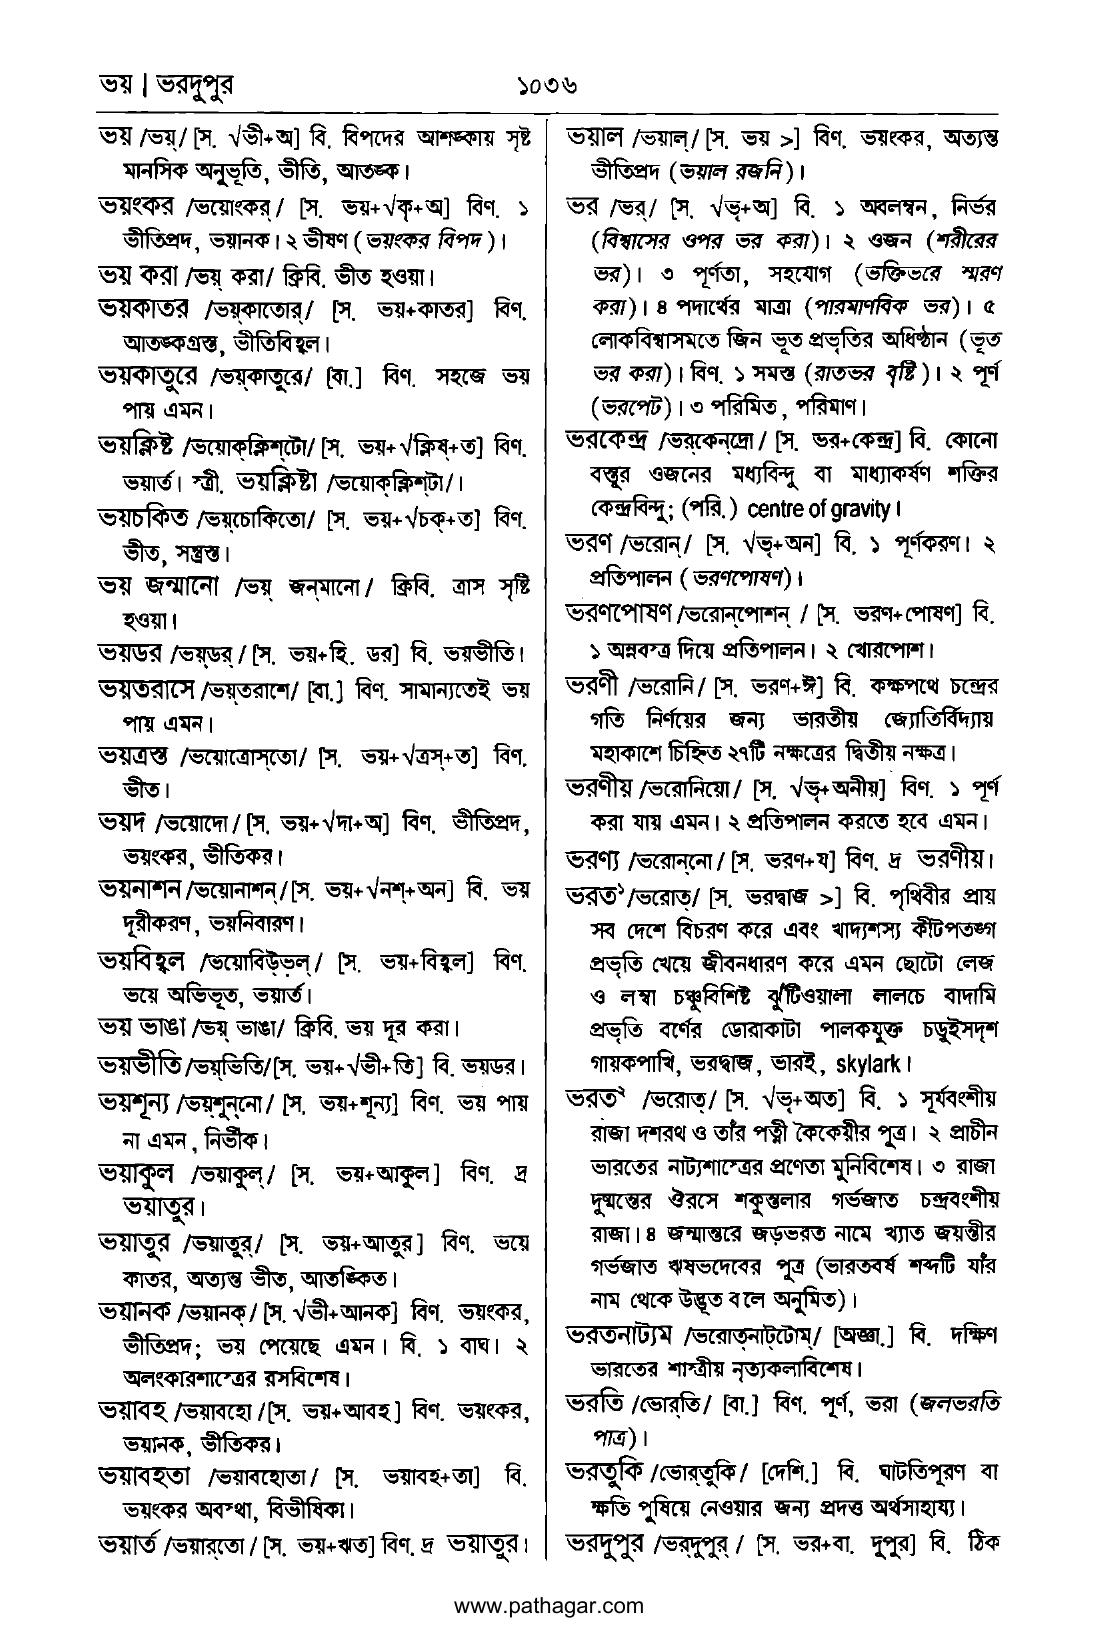 ভয় | ভরদুপুর
১০৩৬
ভয় /ভয়্/ [স. √ভী+অ] বি. বিপদের আশঙ্কায় সৃষ্ট
মানসিক অনুভূতি, ভীতি, আতঙ্ক।
ভয়ংকর /ভয়োংকর্/ [স. ভয়+√কৃ+অ] বিণ. ১
ভীতিপ্রদ, ভয়ানক। ২ ভীষণ (ভয়ংকর বিপদ)।
ভয় করা /ভয়্ করা/ ক্রিবি. ভীত হওয়া।
ভয়কাতর /ভয়্কাতোর্/ [স. ভয়+কাতর] বিণ.
আতঙ্কগ্রস্ত, ভীতিবিহ্বল।
ভয়কাতুরে /ভয়্কাতুরে/ [বা.] বিণ. সহজে ভয়
পায় এমন।
ভয়ক্লিষ্ট /ভয়োক্‌ক্লিশ্‌টো/ [স. ভয়+√ক্লিষ্+ত] বিণ.
ভয়ার্ত। স্ত্রী. ভয়ক্লিষ্টা /ভয়োক্‌ক্লিশ্‌টা/।
ভয়চকিত /ভয়্‌চোকিতো/ [স. ভয়+√চক্+ত] বিণ.
ভীত, সন্ত্রস্ত।
ভয় জন্মানো /ভয়্ জন্‌মানো/ ক্রিবি. ত্রাস সৃষ্টি
হওয়া।
ভয়ডর /ভয়্‌ডর্/ [স. ভয়+হি. ডর] বি. ভয়ভীতি।
ভয়তরাসে /ভয়্‌তরাশে/ [বা.] বিণ. সামান্যতেই ভয়
পায় এমন।
ভয়ত্রস্ত /ভয়োত্রোস্‌তো/ [স. ভয়+√ত্রস্+ত] বিণ.
ভীত।
ভয়দ /ভয়োদো/ [স. ভয়+√দা+অ] বিণ. ভীতিপ্রদ,
ভয়ংকর, ভীতিকর।
ভয়নাশন /ভয়োনাশন্/ [স. ভয়+√নশ্+অন] বি. ভয়
দূরীকরণ, ভয়নিবারণ।
ভয়বিহ্বল /ভয়োবিউ্‌ভল্/ [স. ভয়+বিহ্বল] বিণ.
ভয়ে অভিভূত, ভয়ার্ত।
ভয় ভাঙা /ভয়্ ভাঙা/ ক্রিবি. ভয় দূর করা।
ভয়ভীতি /ভয়্‌ভিতি/ [স. ভয়+√ভী+তি] বি. ভয়ডর।
ভয়শূন্য /ভয়্‌শুন্‌নো/ [স. ভয়+শূন্য] বিণ. ভয় পায়
না এমন, নির্ভীক।
ভয়াকুল /ভয়াকুল্/ [স. ভয়+আকুল] বিণ. দ্র
ভয়াতুর।
ভয়াতুর /ভয়াতুর্/ [স. ভয়+আতুর] বিণ. ভয়ে
কাতর, অত্যন্ত ভীত, আতঙ্কিত।
ভয়ানক /ভয়ানক্/ [স. √ভী+আনক] বিণ. ভয়ংকর,
ভীতিপ্রদ; ভয় পেয়েছে এমন। বি. ১ বাঘ। ২
অলংকারশাস্ত্রের রসবিশেষ।
ভয়াবহ /ভয়াবহো/ [স. ভয়+আবহ] বিণ. ভয়ংকর,
ভয়ানক, ভীতিকর।
ভয়াবহতা /ভয়াবহোতা/ [স. ভয়াবহ+তা] বি.
ভয়ংকর অবস্থা, বিভীষিকা।
ভয়ার্ত /ভয়ার্‌তো/ [স. ভয়+ঋত] বিণ. দ্র ভয়াতুর।
ভয়াল /ভয়াল্/ [স. ভয় >] বিণ. ভয়ংকর, অত্যন্ত
ভীতিপ্রদ (ভয়াল রজনি)।
ভর /ভর্/ [স. √ভৃ+অ] বি. ১ অবলম্বন, নির্ভর
(বিশ্বাসের ওপর ভর করা)। ২ ওজন (শরীরের
ভর)। ৩ পূর্ণতা, সহযোগ (ভক্তিভরে স্মরণ
করা)। ৪ পদার্থের মাত্রা (পারমাণবিক ভর)। ৫
লোকবিশ্বাসমতে জিন ভূত প্রভৃতির অধিষ্ঠান (ভূত
ভর করা)। বিণ. ১ সমস্ত (রাতভর বৃষ্টি)। ২ পূর্ণ
(ভরপেট)। ৩ পরিমিত, পরিমাণ।
ভরকেন্দ্র /ভর্‌কেন্‌দ্রো/ [স. ভর+কেন্দ্র] বি. কোনো
বস্তুর ওজনের মধ্যবিন্দু বা মাধ্যাকর্ষণ শক্তির
কেন্দ্রবিন্দু; (পরি.) centre of gravity।
ভরণ /ভরোন্/ [স. √ভৃ+অন] বি. ১ পূর্ণকরণ। ২
প্রতিপালন (ভরণপোষণ)।
ভরণপোষণ /ভরোন্‌পোশন্/ [স. ভরণ+পোষণ] বি.
১ অন্নবস্ত্র দিয়ে প্রতিপালন। ২ খোরপোশ।
ভরণী /ভরোনি/ [স. ভরণ+ঈ] বি. কক্ষপথে চন্দ্রের
গতি নির্ণয়ের জন্য ভারতীয় জ্যোতির্বিদ্যায়
মহাকাশে চিহ্নিত ২৭টি নক্ষত্রের দ্বিতীয় নক্ষত্র।
ভরণীয় /ভরোনিয়ো/ [স. √ভৃ+অনীয়] বিণ. ১ পূর্ণ
করা যায় এমন। ২ প্রতিপালন করতে হবে এমন।
ভরণ্য /ভরোন্‌নো/ [স. ভরণ+য] বিণ. দ্র ভরণীয়।
ভরত১ /ভরোত্/ [স. ভরদ্বাজ >] বি. পৃথিবীর প্রায়
সব দেশে বিচরণ করে এবং খাদ্যশস্য কীটপতঙ্গ
প্রভৃতি খেয়ে জীবনধারণ করে এমন ছোটো লেজ
ও লম্বা চঞ্চুবিশিষ্ট ঝুঁটিওয়ালা লালচে বাদামি
প্রভৃতি বর্ণের ডোরাকাটা পালকযুক্ত চড়ুইসদৃশ
গায়কপাখি, ভরদ্বাজ, ভারই, skylark।
ভরত২ /ভরোত্/ [স. √ভৃ+অত] বি. ১ সূর্যবংশীয়
রাজা দশরথ ও তাঁর পত্নী কৈকেয়ীর পুত্র। ২ প্রাচীন
ভারতের নাট্যশাস্ত্রের প্রণেতা মুনিবিশেষ। ৩ রাজা
দুষ্মন্তের ঔরসে শকুন্তলার গর্ভজাত চন্দ্রবংশীয়
রাজা। ৪ জন্মান্তরে জড়ভরত নামে খ্যাত জয়ন্তীর
গর্ভজাত ঋষভদেবের পুত্র (ভারতবর্ষ শব্দটি যাঁর
নাম থেকে উদ্ভূত বলে অনুমিত)।
ভরতনাট্যম /ভরোত্‌নাট্‌টোম্/ [অজ্ঞা.] বি. দক্ষিণ
ভারতের শাস্ত্রীয় নৃত্যকলাবিশেষ।
ভরতি /ভোর্‌তি/ [বা.] বিণ. পূর্ণ, ভরা (জলভরতি
পাত্র)।
ভরতুকি /ভোর্‌তুকি/ [দেশি.] বি. ঘাটতিপূরণ বা
ক্ষতি পুষিয়ে নেওয়ার জন্য প্রদত্ত অর্থসাহায্য।
ভরদুপুর /ভর্‌দুপুর্/ [স. ভর+বা. দুপুর] বি. ঠিক
www.pathagar.com